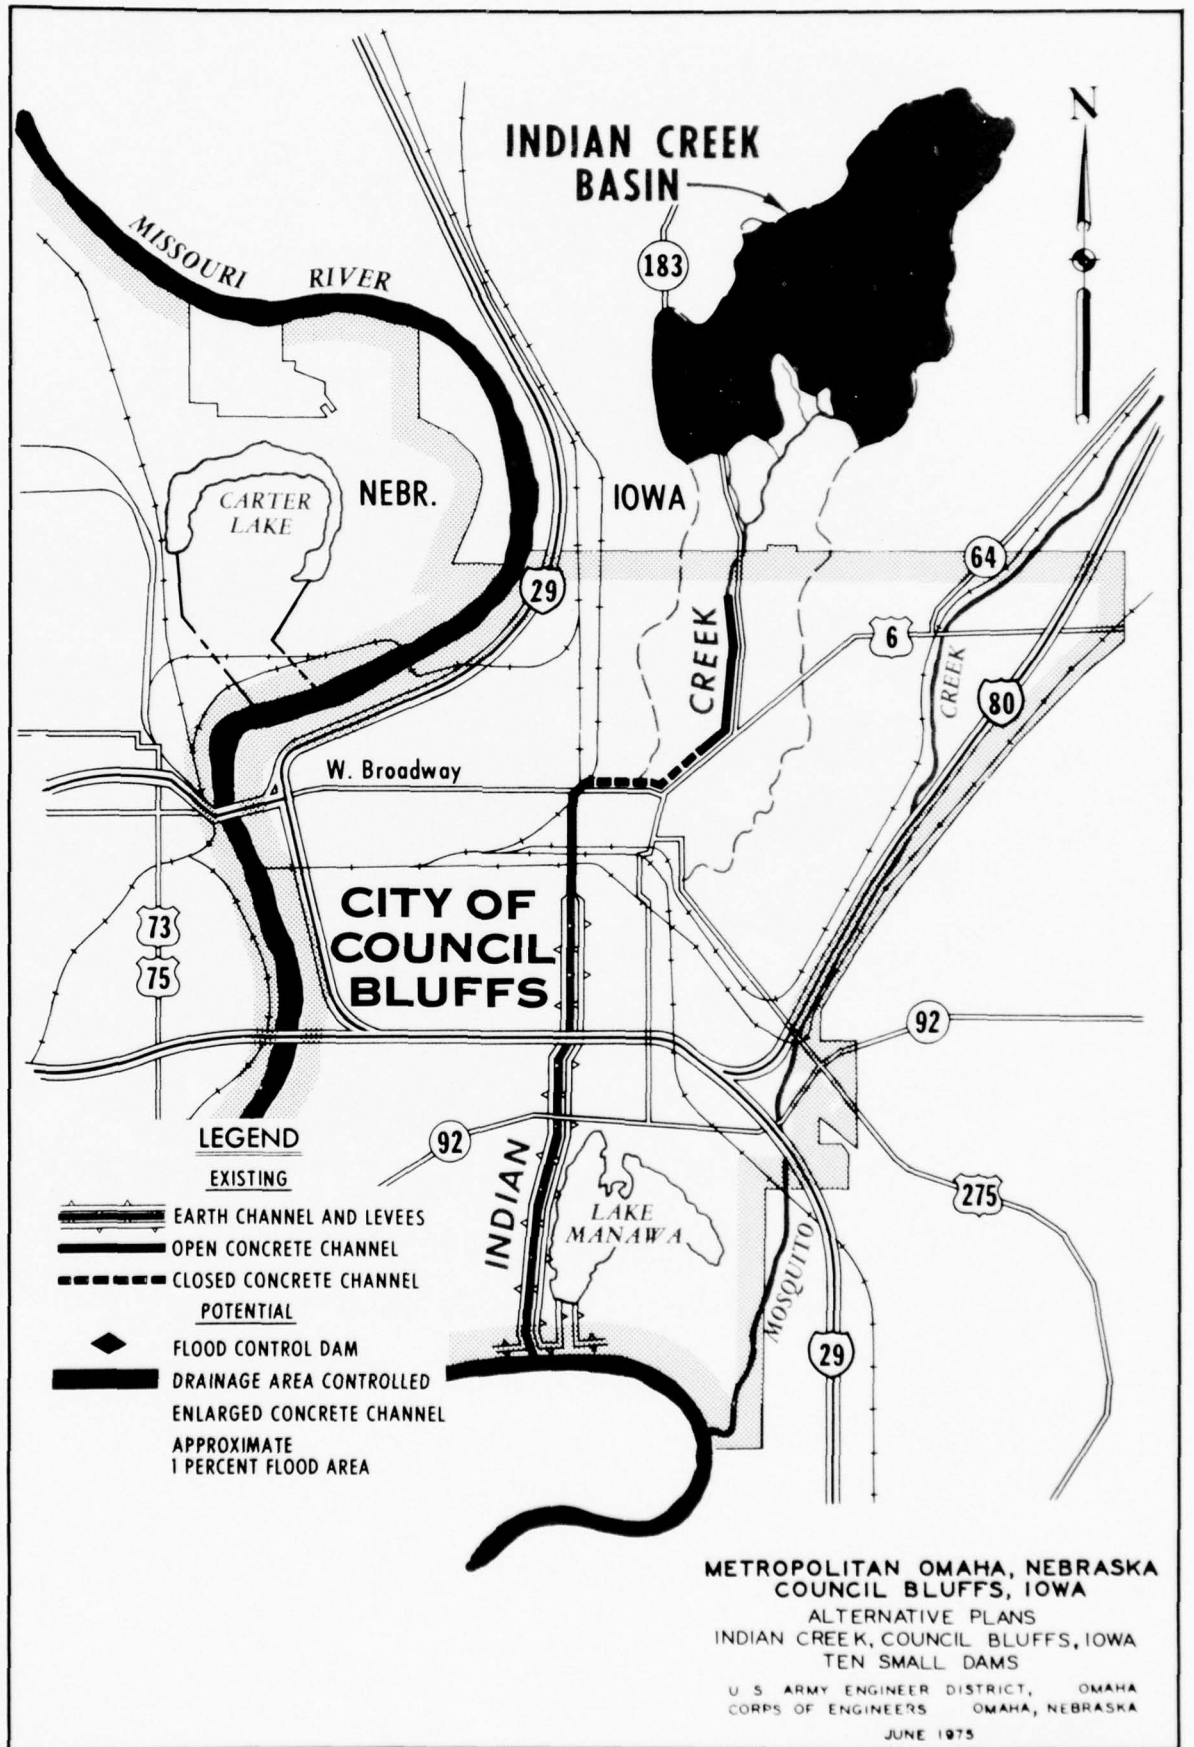 INDIAN CREEK
BASIN
N
183
MISSOURI RIVER
CARTER
LAKE
NEBR.
IOWA
29
64
6
CREEK
CREEK
80
W. Broadway
CITY OF
COUNCIL
BLUFFS
73
75
92
92
INDIAN
LAKE
MANAWA
275
MOSQUITO
29
LEGEND
EXISTING
EARTH CHANNEL AND LEVEES
OPEN CONCRETE CHANNEL
CLOSED CONCRETE CHANNEL
POTENTIAL
FLOOD CONTROL DAM
DRAINAGE AREA CONTROLLED
ENLARGED CONCRETE CHANNEL
APPROXIMATE
1 PERCENT FLOOD AREA
METROPOLITAN OMAHA, NEBRASKA
COUNCIL BLUFFS, IOWA
ALTERNATIVE PLANS
INDIAN CREEK, COUNCIL BLUFFS, IOWA
TEN SMALL DAMS
U S ARMY ENGINEER DISTRICT, OMAHA
CORPS OF ENGINEERS OMAHA, NEBRASKA
JUNE 1975